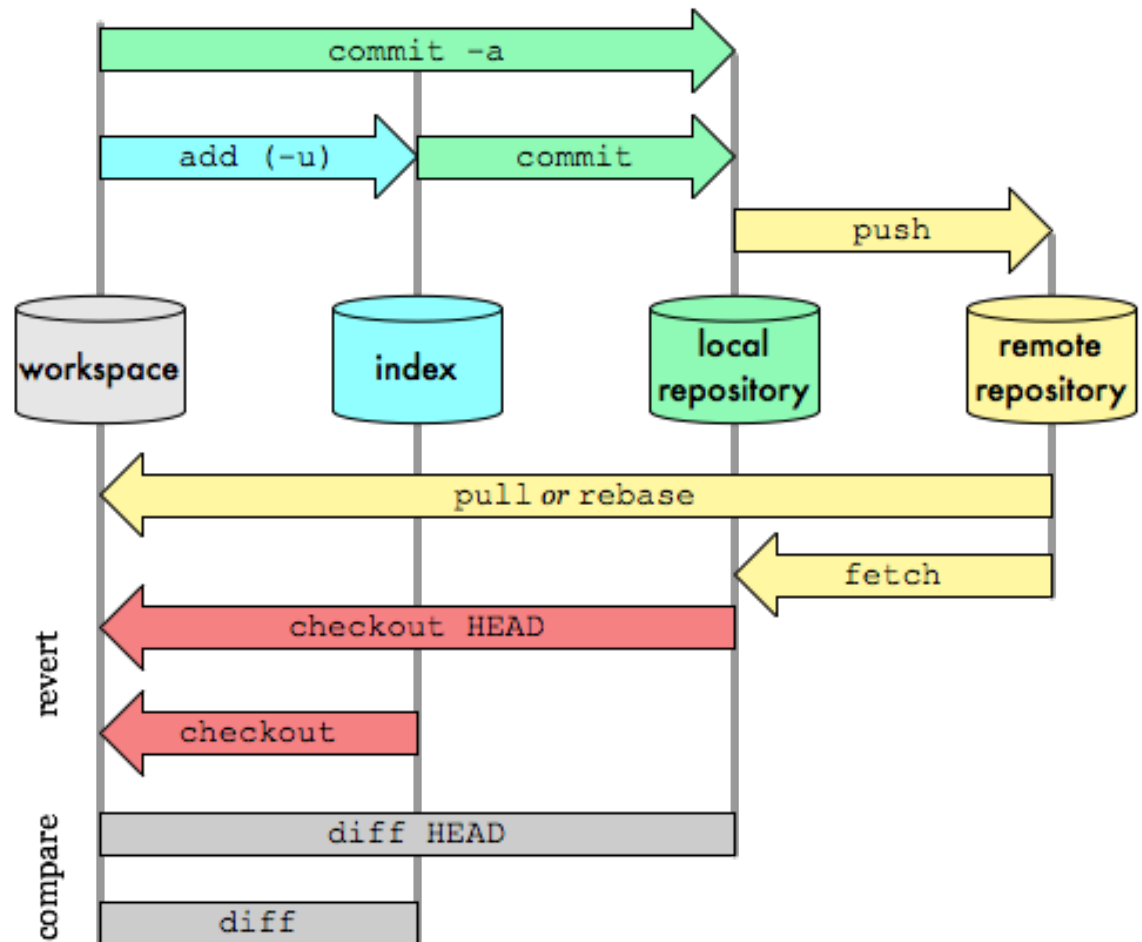 commit -a
add (-u)
commit
push
workspace
index
local
repository
remote
repository
pull or rebase
fetch
revert
checkout HEAD
checkout
compare
diff HEAD
diff